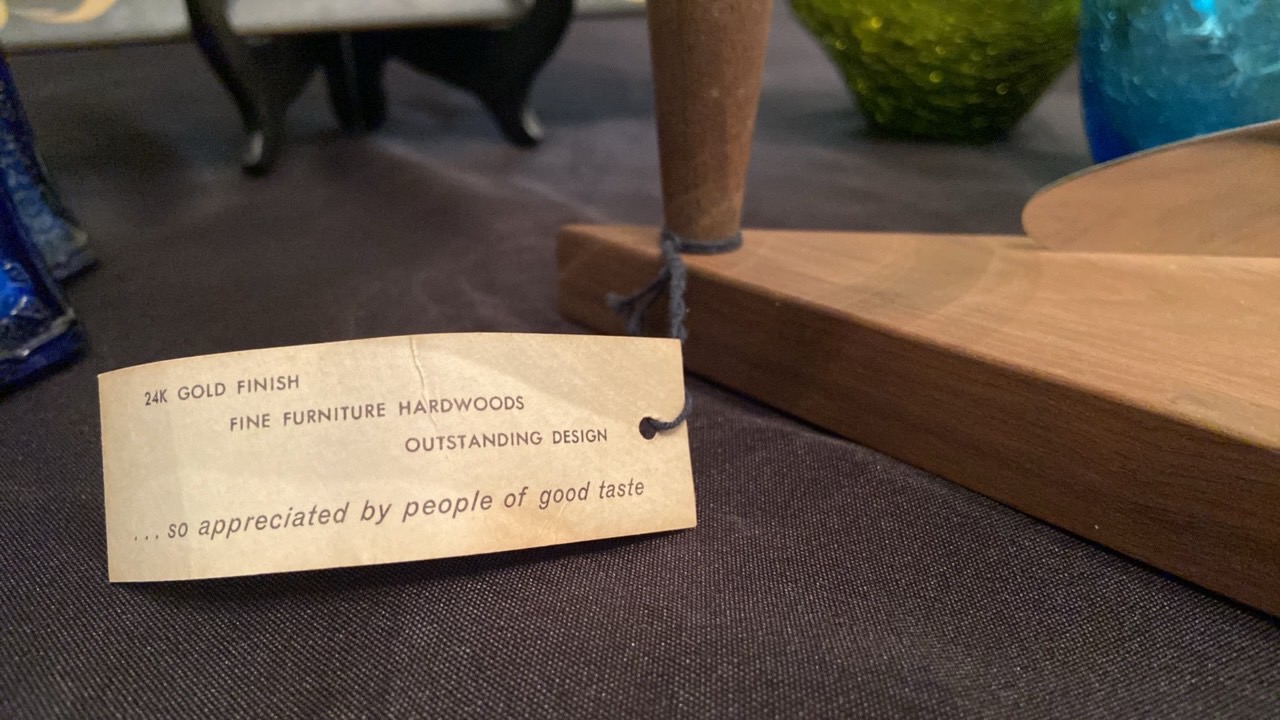 24K GOLD FINISH
FINE FURNITURE HARDWOODS
OUTSTANDING DESIGN
...so appreciated by people of good taste